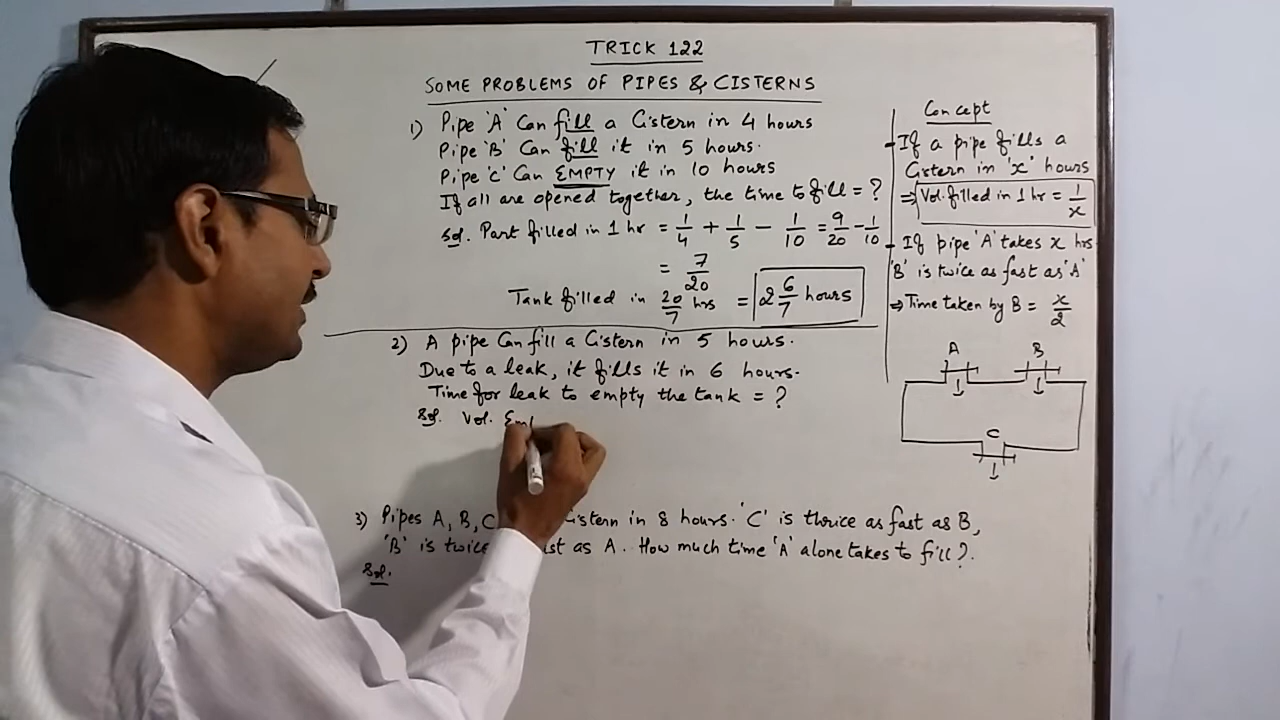 TRICK 122
SOME PROBLEMS OF PIPES & CISTERNS
1) Pipe 'A' Can fill a Cistern in 4 hours
Pipe 'B' Can fill it in 5 hours.
Pipe 'C' Can EMPTY it in 10 hours
If all are opened together, the time to fill = ?
Sol. Part filled in 1 hr = 1/4 + 1/5 - 1/10 = 9/20 - 1/10
= 7/20
Tank filled in 20/7 hrs = 2 6/7 hours
2) A pipe Can fill a Cistern in 5 hours.
Due to a leak, it fills it in 6 hours.
Time for leak to empty the tank = ?
Sol. Vol. Em
3) Pipes A, B, C istern in 8 hours. 'C' is thrice as fast as B,
'B' is twice as A. How much time 'A' alone takes to fill?
Sol.
Concept
- If a pipe fills a
Cistern in 'x' hours
⇒ Vol. filled in 1 hr = 1/x
- If pipe 'A' takes x hrs
'B' is twice as fast as 'A'
⇒ Time taken by B = x/2
A B
C